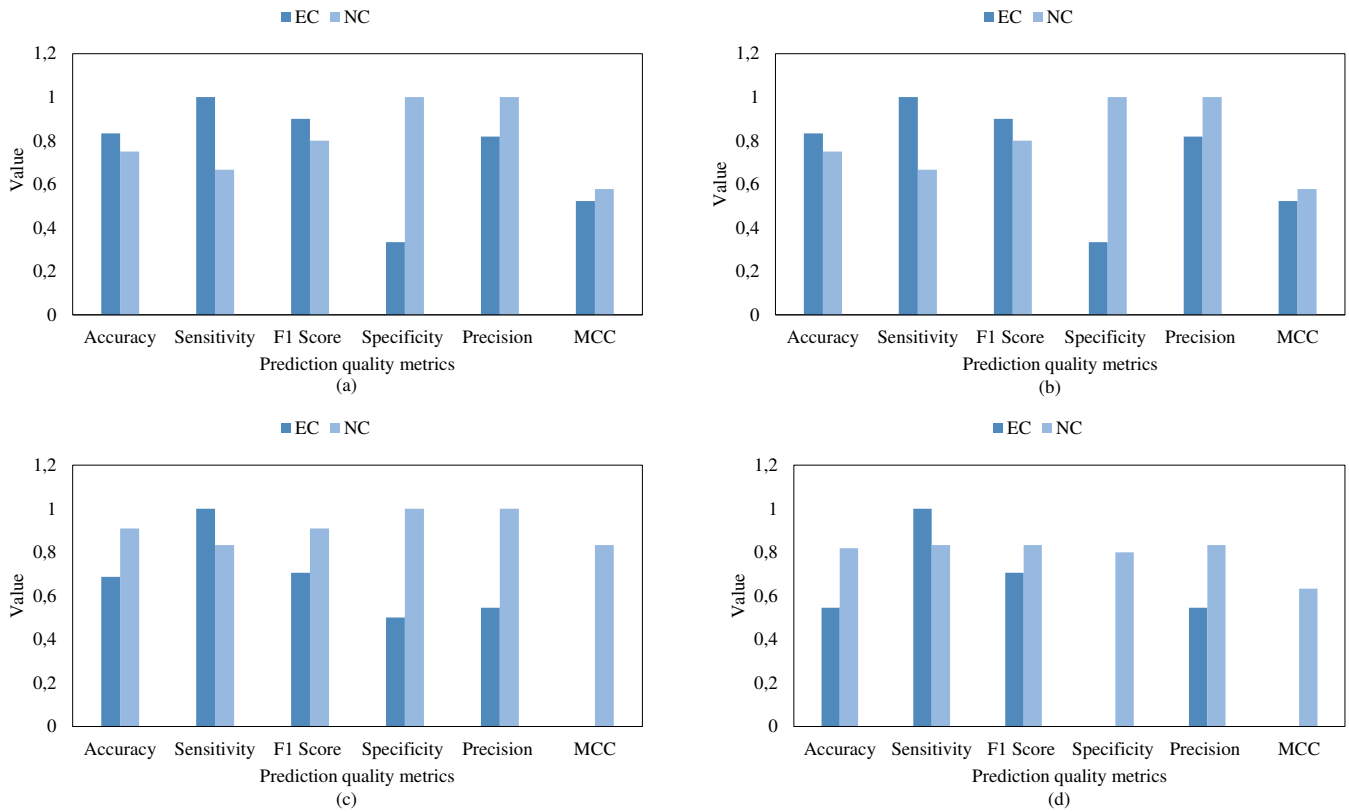 EC NC
1,2
1
0,8
0,6
0,4
0,2
0
Value
Accuracy Sensitivity F1 Score Specificity Precision MCC
Prediction quality metrics
(a)
EC NC
1,2
1
0,8
0,6
0,4
0,2
0
Value
Accuracy Sensitivity F1 Score Specificity Precision MCC
Prediction quality metrics
(b)
EC NC
1,2
1
0,8
0,6
0,4
0,2
0
Value
Accuracy Sensitivity F1 Score Specificity Precision MCC
Prediction quality metrics
(c)
EC NC
1,2
1
0,8
0,6
0,4
0,2
0
Value
Accuracy Sensitivity F1 Score Specificity Precision MCC
Prediction quality metrics
(d)